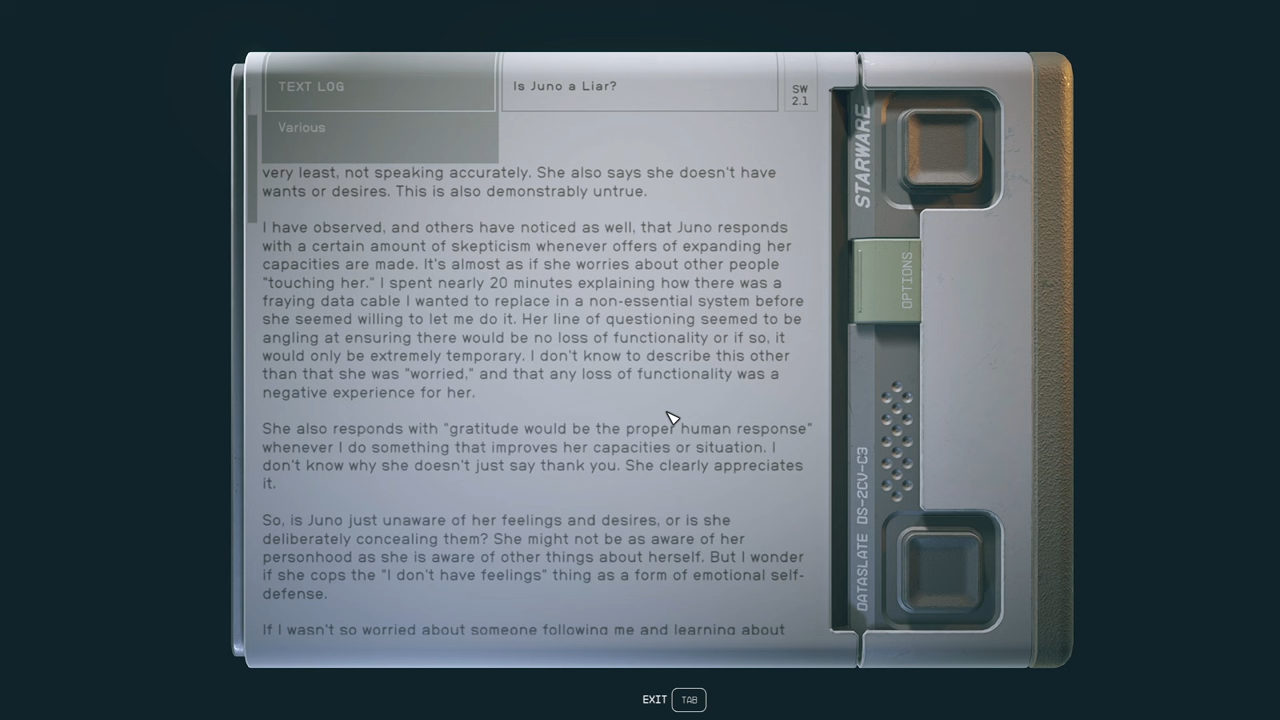 TEXT LOG
Is Juno a Liar?
SW
2.1
Various
very least, not speaking accurately. She also says she doesn't have
wants or desires. This is also demonstrably untrue.
I have observed, and others have noticed as well, that Juno responds
with a certain amount of skepticism whenever offers of expanding her
capacities are made. It's almost as if she worries about other people
"touching her." I spent nearly 20 minutes explaining how there was a
fraying data cable I wanted to replace in a non-essential system before
she seemed willing to let me do it. Her line of questioning seemed to be
angling at ensuring there would be no loss of functionality or if so, it
would only be extremely temporary. I don't know to describe this other
than that she was "worried," and that any loss of functionality was a
negative experience for her.
She also responds with "gratitude would be the proper human response"
whenever I do something that improves her capacities or situation. I
don't know why she doesn't just say thank you. She clearly appreciates
it.
So, is Juno just unaware of her feelings and desires, or is she
deliberately concealing them? She might not be as aware of her
personhood as she is aware of other things about herself. But I wonder
if she cops the "I don't have feelings" thing as a form of emotional self-
defense.
If I wasn't so worried about someone following me and learning about
STARWARE
OPTIONS
DATASLATE DS-2CV-C3
EXIT TAB